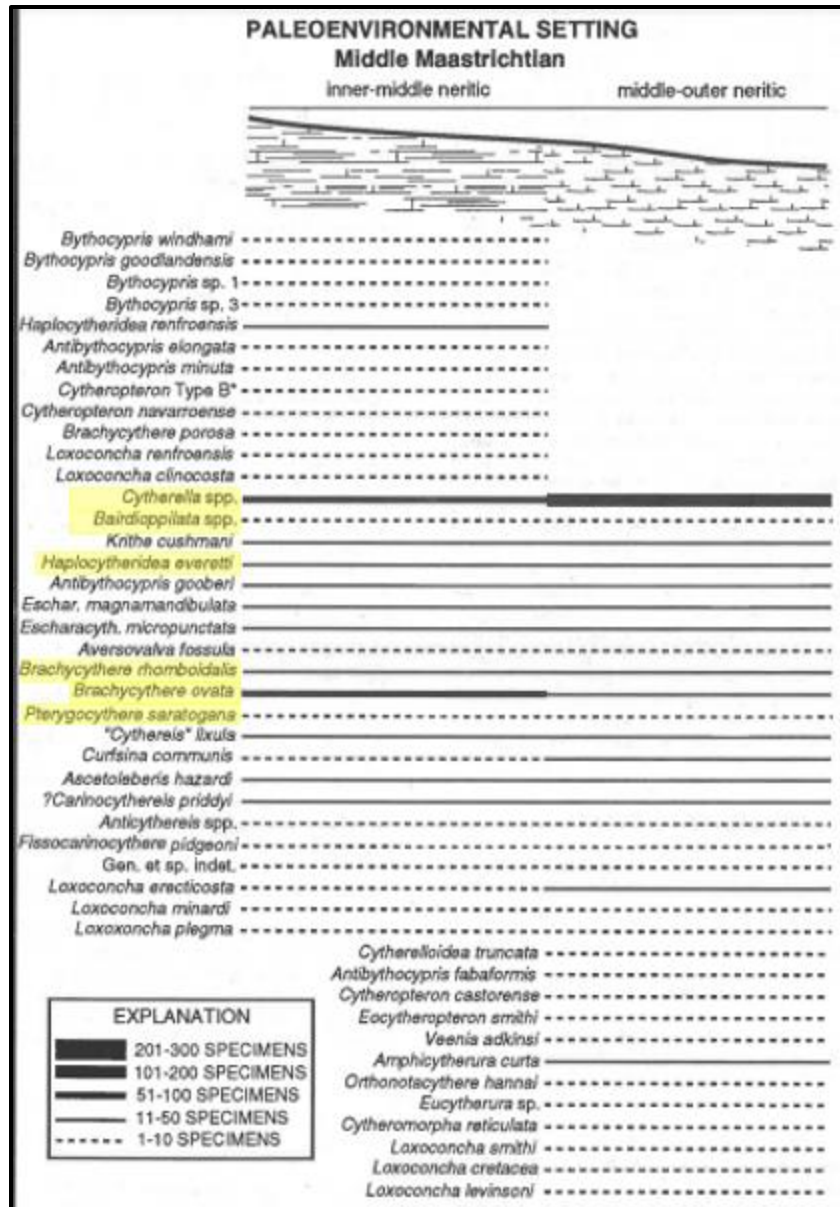 PALEOENVIRONMENTAL SETTING
Middle Maastrichtian
inner-middle neritic
middle-outer neritic
Bythocypris windhami
Bythocypris goodlandensis
Bythocypris sp. 1
Bythocypris sp. 3
Haplocytheridea renfroensis
Antibythocypris elongata
Antibythocypris minuta
Cytheropteron Type B*
Cytheropteron navarroense
Brachycythere porosa
Loxoconcha renfroensis
Loxoconcha clinocosta
Cytherella spp.
Bairdioppilata spp.
Krithe cushmani
Haplocytheridea everetti
Antibythocypris gooberi
Eschar. magnamandibulata
Escharacyth. micropunctata
Aversovalva fossula
Brachycythere rhomboidalis
Brachycythere ovata
Pterygocythere saratogana
"Cythereis" lixula
Curfsina communis
Ascetoleberis hazardi
?Carinocythereis priddyi
Anticythereis spp.
Fissocarinocythere pidgeoni
Gen. et sp. indet.
Loxoconcha erecticosta
Loxoconcha minardi
Loxoxoncha plegma
Cytherelloidea truncata
Antibythocypris fabaformis
Cytheropteron castorense
Eocytheropteron smithi
Veenia adkinsi
Amphicytherura curta
Orthonotacythere hannai
Eucytherura sp.
Cytheromorpha reticulata
Loxoconcha smithi
Loxoconcha cretacea
Loxoconcha levinsoni
EXPLANATION
201-300 SPECIMENS
101-200 SPECIMENS
51-100 SPECIMENS
11-50 SPECIMENS
1-10 SPECIMENS